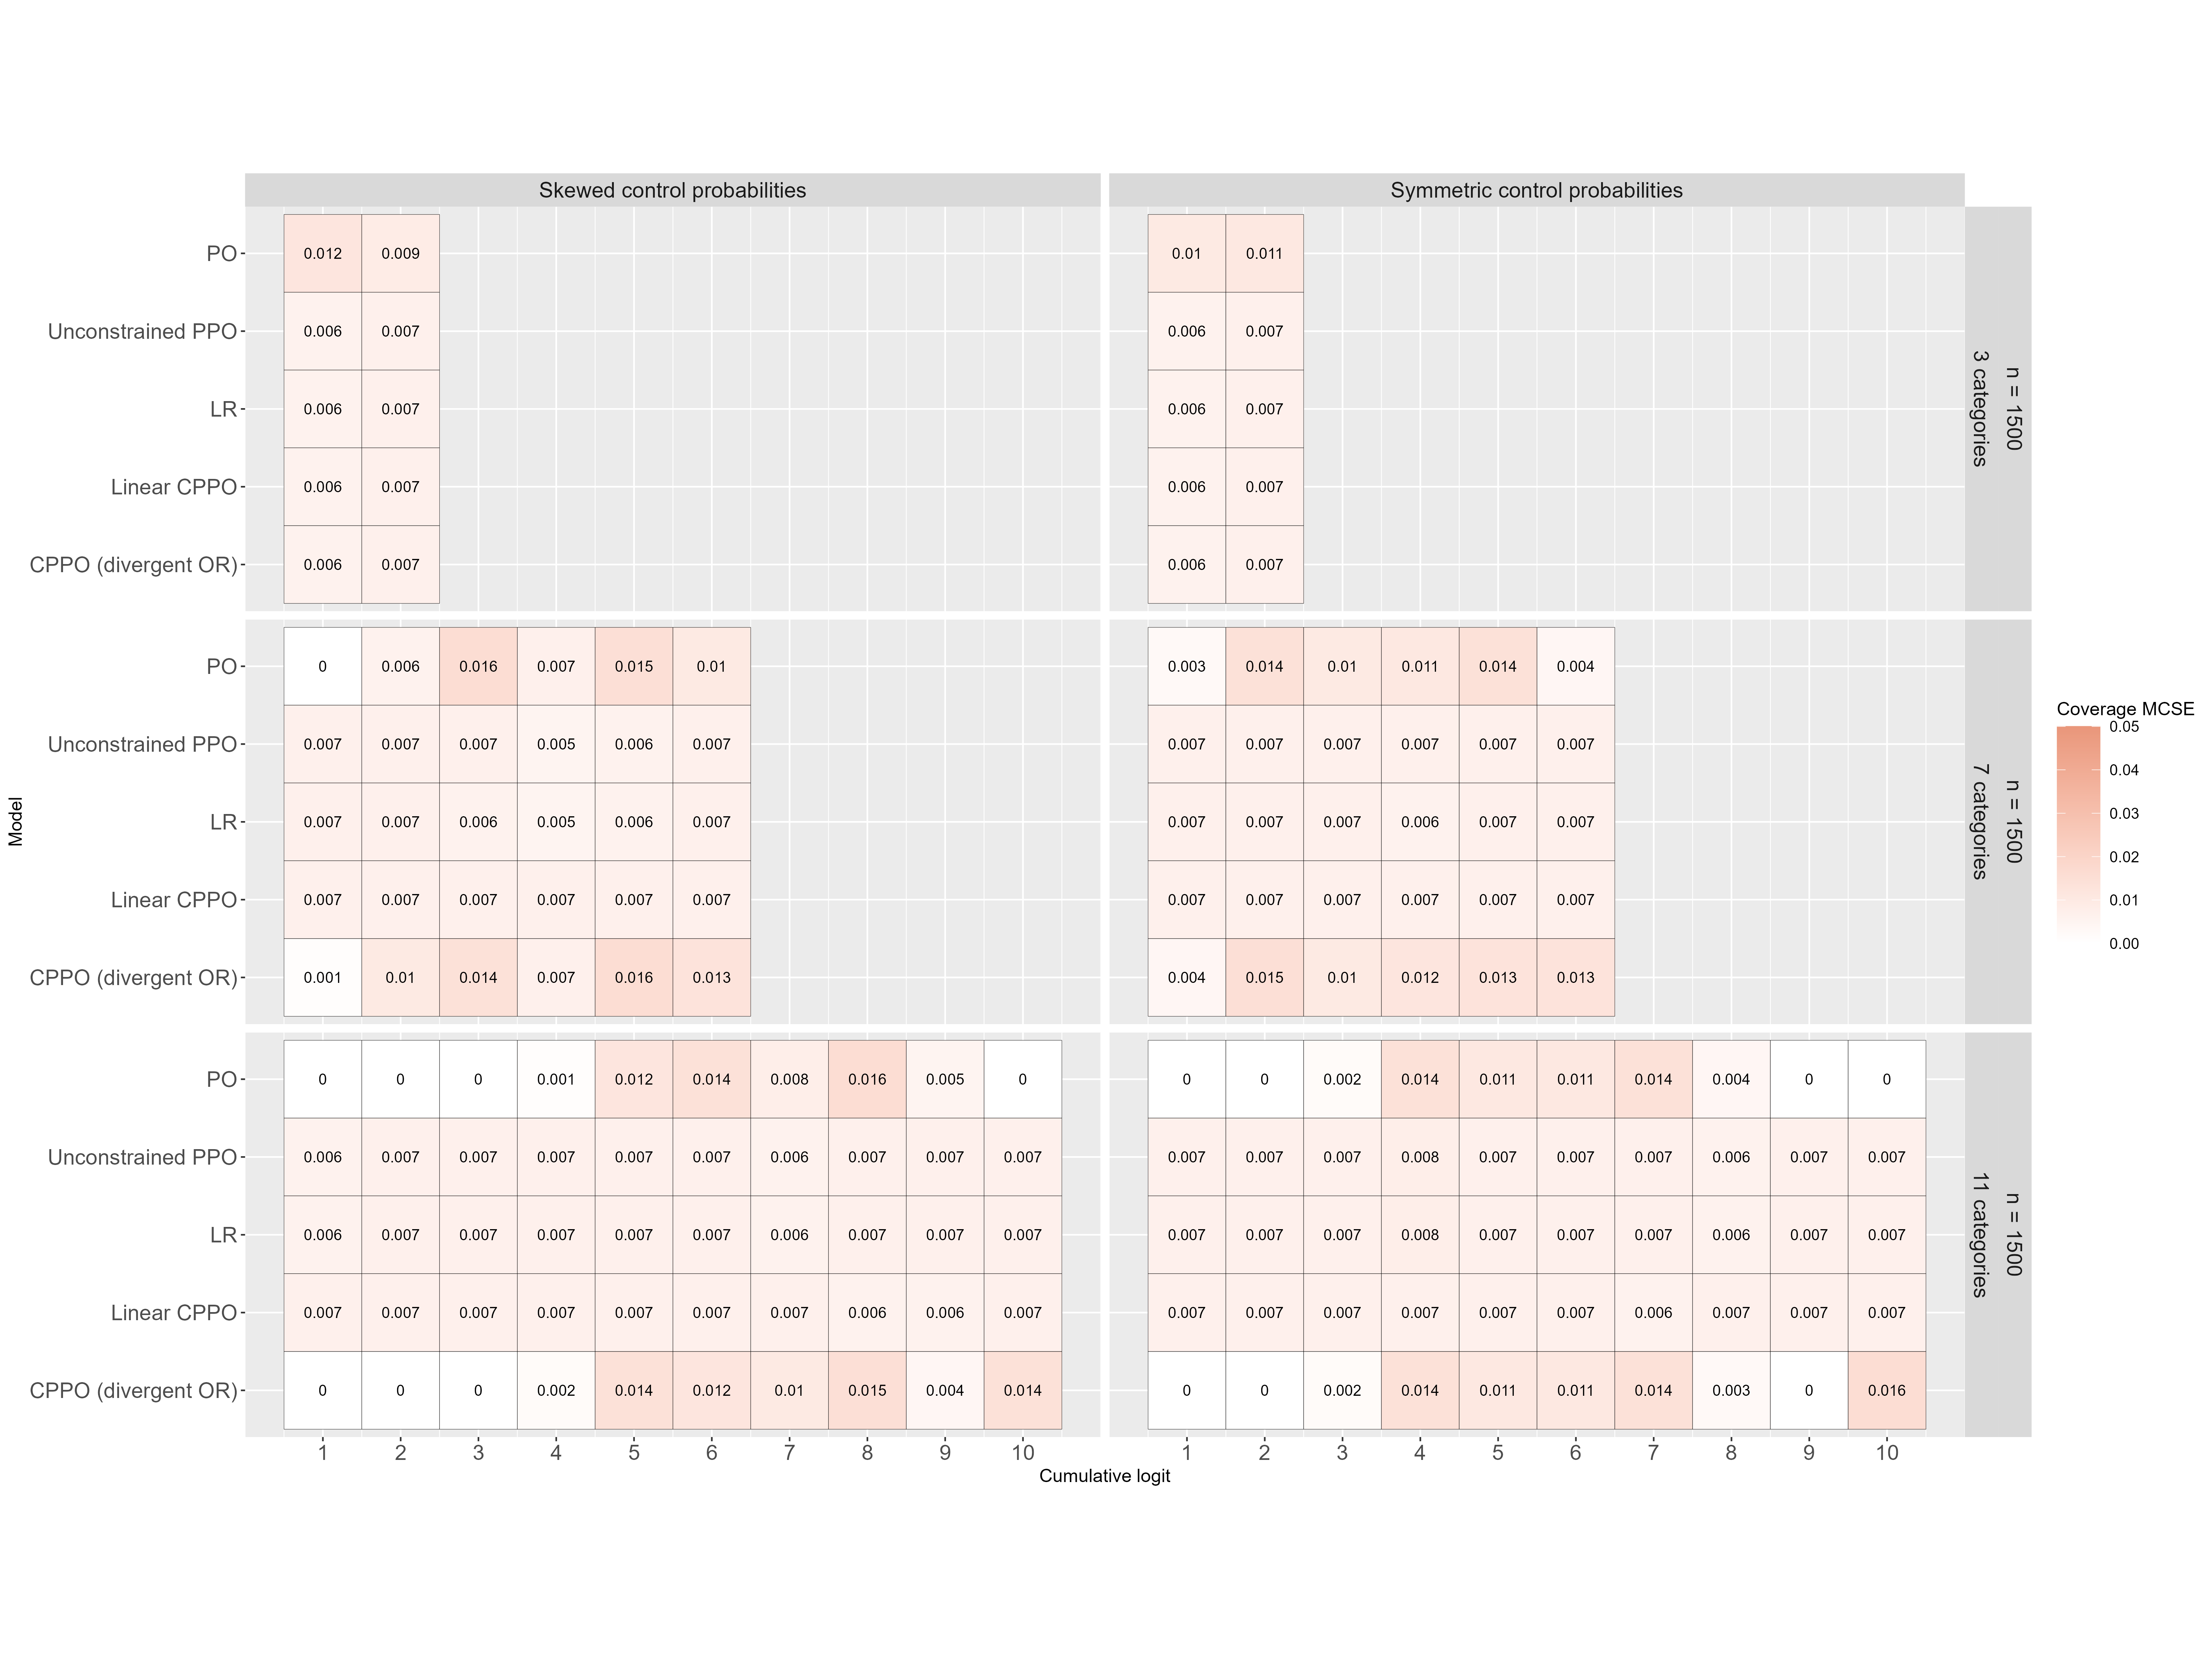 Skewed control probabilities Symmetric control probabilities
PO 0.012 0.009 0.01 0.011
Unconstrained PPO 0.006 0.007 0.006 0.007
LR 0.006 0.007 0.006 0.007
Linear CPPO 0.006 0.007 0.006 0.007
CPPO (divergent OR) 0.006 0.007 0.006 0.007
n = 1500
3 categories
PO 0 0.006 0.016 0.007 0.015 0.01 0.003 0.014 0.01 0.011 0.014 0.004
Unconstrained PPO 0.007 0.007 0.007 0.005 0.006 0.007 0.007 0.007 0.007 0.007 0.007 0.007
LR 0.007 0.007 0.006 0.005 0.006 0.007 0.007 0.007 0.007 0.006 0.007 0.007
Linear CPPO 0.007 0.007 0.007 0.007 0.007 0.007 0.007 0.007 0.007 0.007 0.007 0.007
CPPO (divergent OR) 0.001 0.01 0.014 0.007 0.016 0.013 0.004 0.015 0.01 0.012 0.013 0.013
n = 1500
7 categories
PO 0 0 0 0.001 0.012 0.014 0.008 0.016 0.005 0 0 0 0.002 0.014 0.011 0.011 0.014 0.004 0 0
Unconstrained PPO 0.006 0.007 0.007 0.007 0.007 0.007 0.006 0.007 0.007 0.007 0.007 0.007 0.007 0.008 0.007 0.007 0.007 0.006 0.007 0.007
LR 0.006 0.007 0.007 0.007 0.007 0.007 0.006 0.007 0.007 0.007 0.007 0.007 0.007 0.008 0.007 0.007 0.007 0.006 0.007 0.007
Linear CPPO 0.007 0.007 0.007 0.007 0.007 0.007 0.007 0.006 0.006 0.007 0.007 0.007 0.007 0.007 0.007 0.007 0.006 0.007 0.007 0.007
CPPO (divergent OR) 0 0 0 0.002 0.014 0.012 0.01 0.015 0.004 0.014 0 0 0.002 0.014 0.011 0.011 0.014 0.003 0 0.016
n = 1500
11 categories
1 2 3 4 5 6 7 8 9 10 1 2 3 4 5 6 7 8 9 10
Cumulative logit
Model
Coverage MCSE
0.05
0.04
0.03
0.02
0.01
0.00